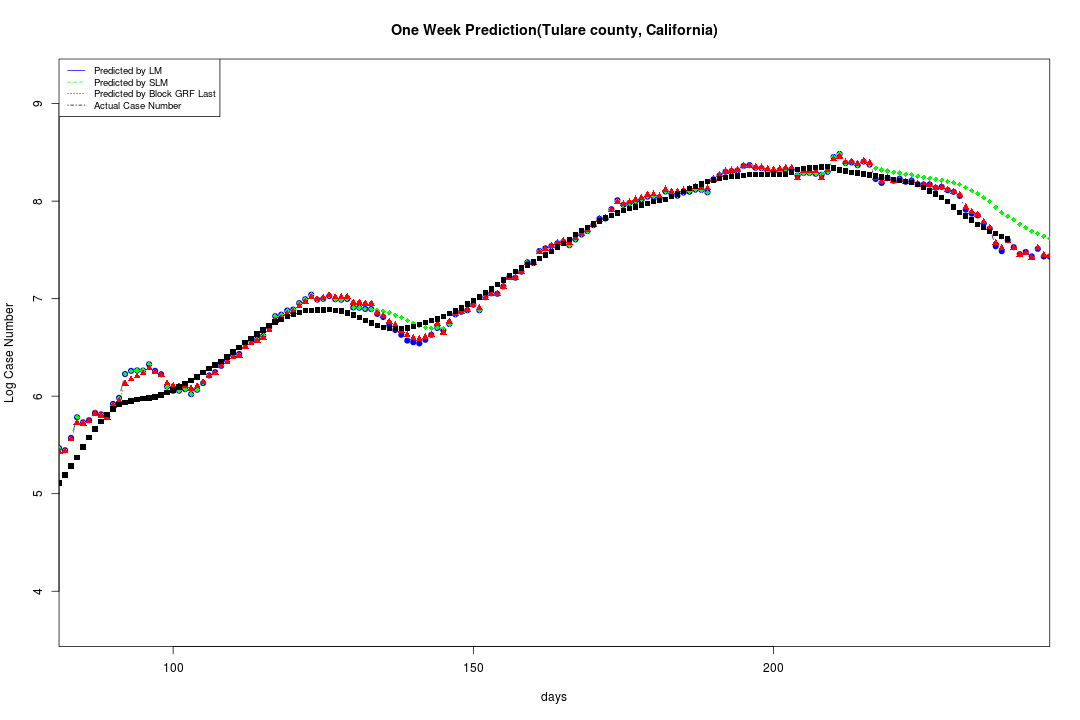 One Week Prediction(Tulare county, California)
Predicted by LM
Predicted by SLM
Predicted by Block GRF Last
Actual Case Number
9
8
7
6
5
4
Log Case Number
100 150 200
days